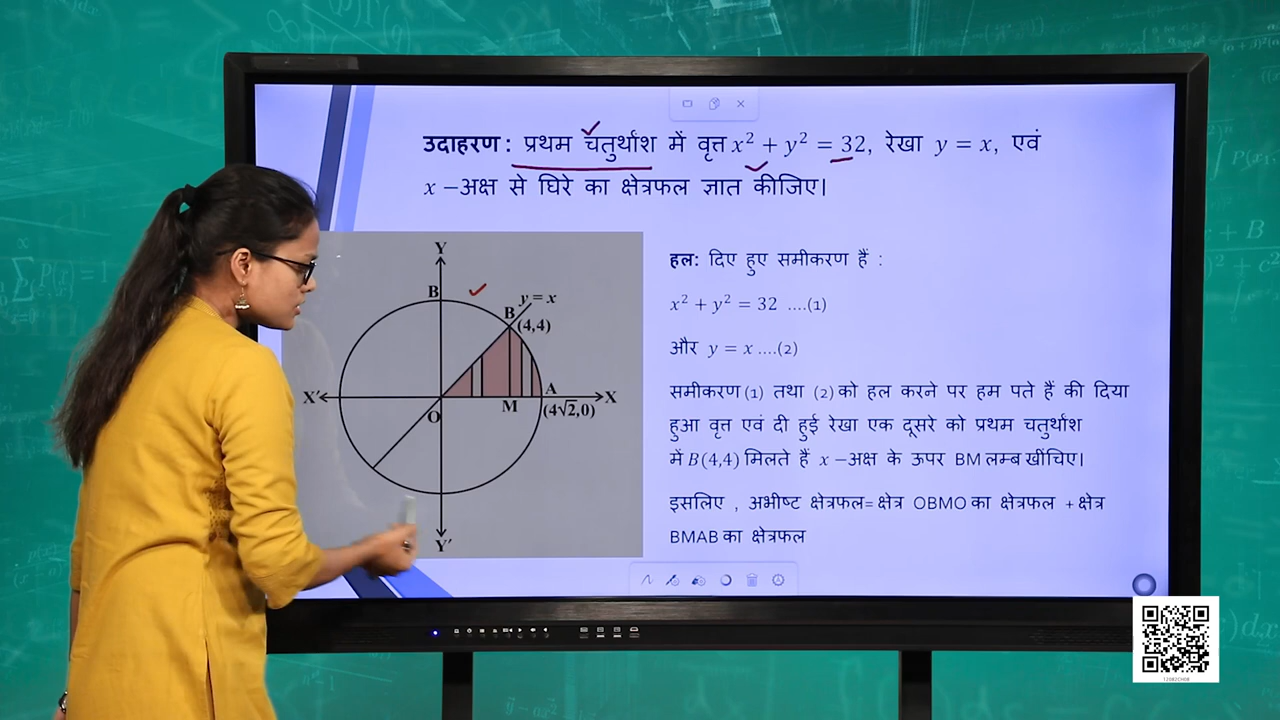 उदाहरण : प्रथम चतुर्थांश में वृत्त x² + y² = 32, रेखा y = x, एवं
x –अक्ष से घिरे का क्षेत्रफल ज्ञात कीजिए।
Y
B
y = x
B
(4,4)
X′
O
M
A
X
(4√2,0)
Y′
हल: दिए हुए समीकरण हैं :
x² + y² = 32 ....(1)
और y = x ....(2)
समीकरण (1) तथा (2) को हल करने पर हम पते हैं की दिया
हुआ वृत्त एवं दी हुई रेखा एक दूसरे को प्रथम चतुर्थांश
में B(4,4) मिलते हैं x –अक्ष के ऊपर BM लम्ब खींचिए।
इसलिए , अभीष्ट क्षेत्रफल= क्षेत्र OBMO का क्षेत्रफल + क्षेत्र
BMAB का क्षेत्रफल